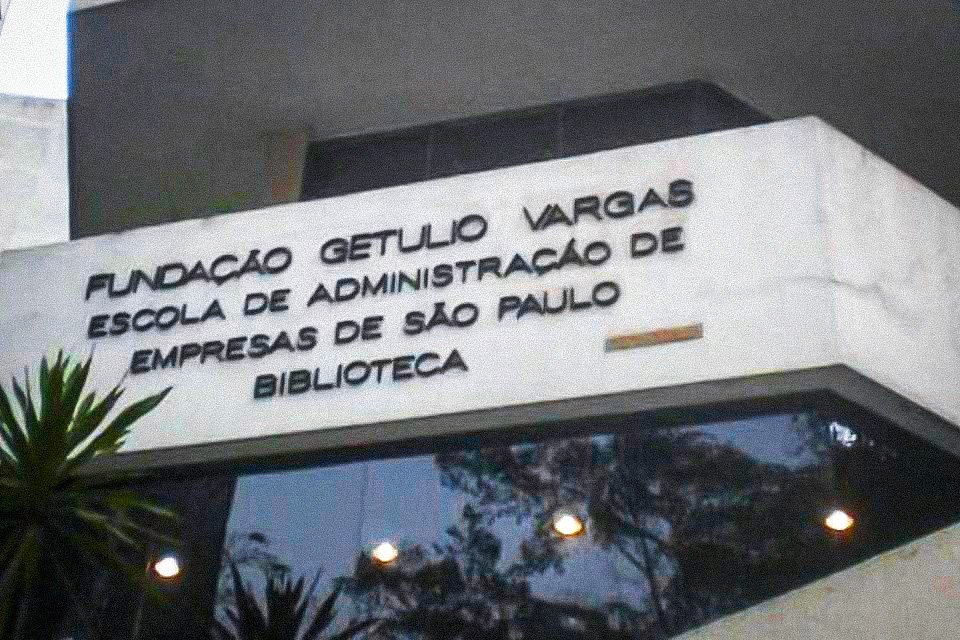 FUNDAÇÃO GETULIO VARGAS
ESCOLA DE ADMINISTRAÇÃO DE
EMPRESAS DE SÃO PAULO
BIBLIOTECA